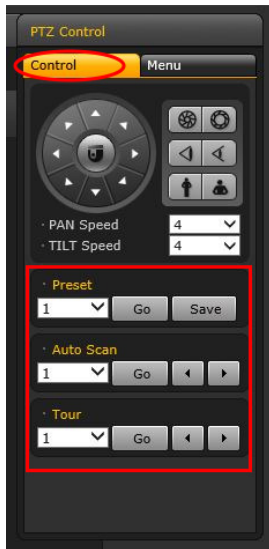 PTZ Control
Control Menu
· PAN Speed 4
· TILT Speed 4
· Preset
1 Go Save
· Auto Scan
1 Go
· Tour
1 Go